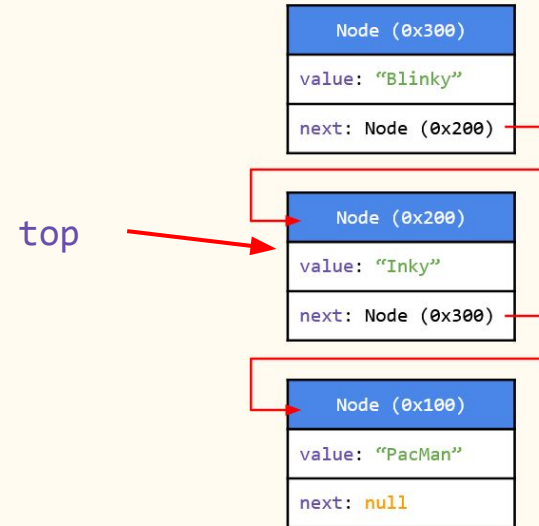 Node (0x300)
value: “Blinky”
next: Node (0x200)
Node (0x200)
top
value: “Inky”
next: Node (0x300)
Node (0x100)
value: “PacMan”
next: null